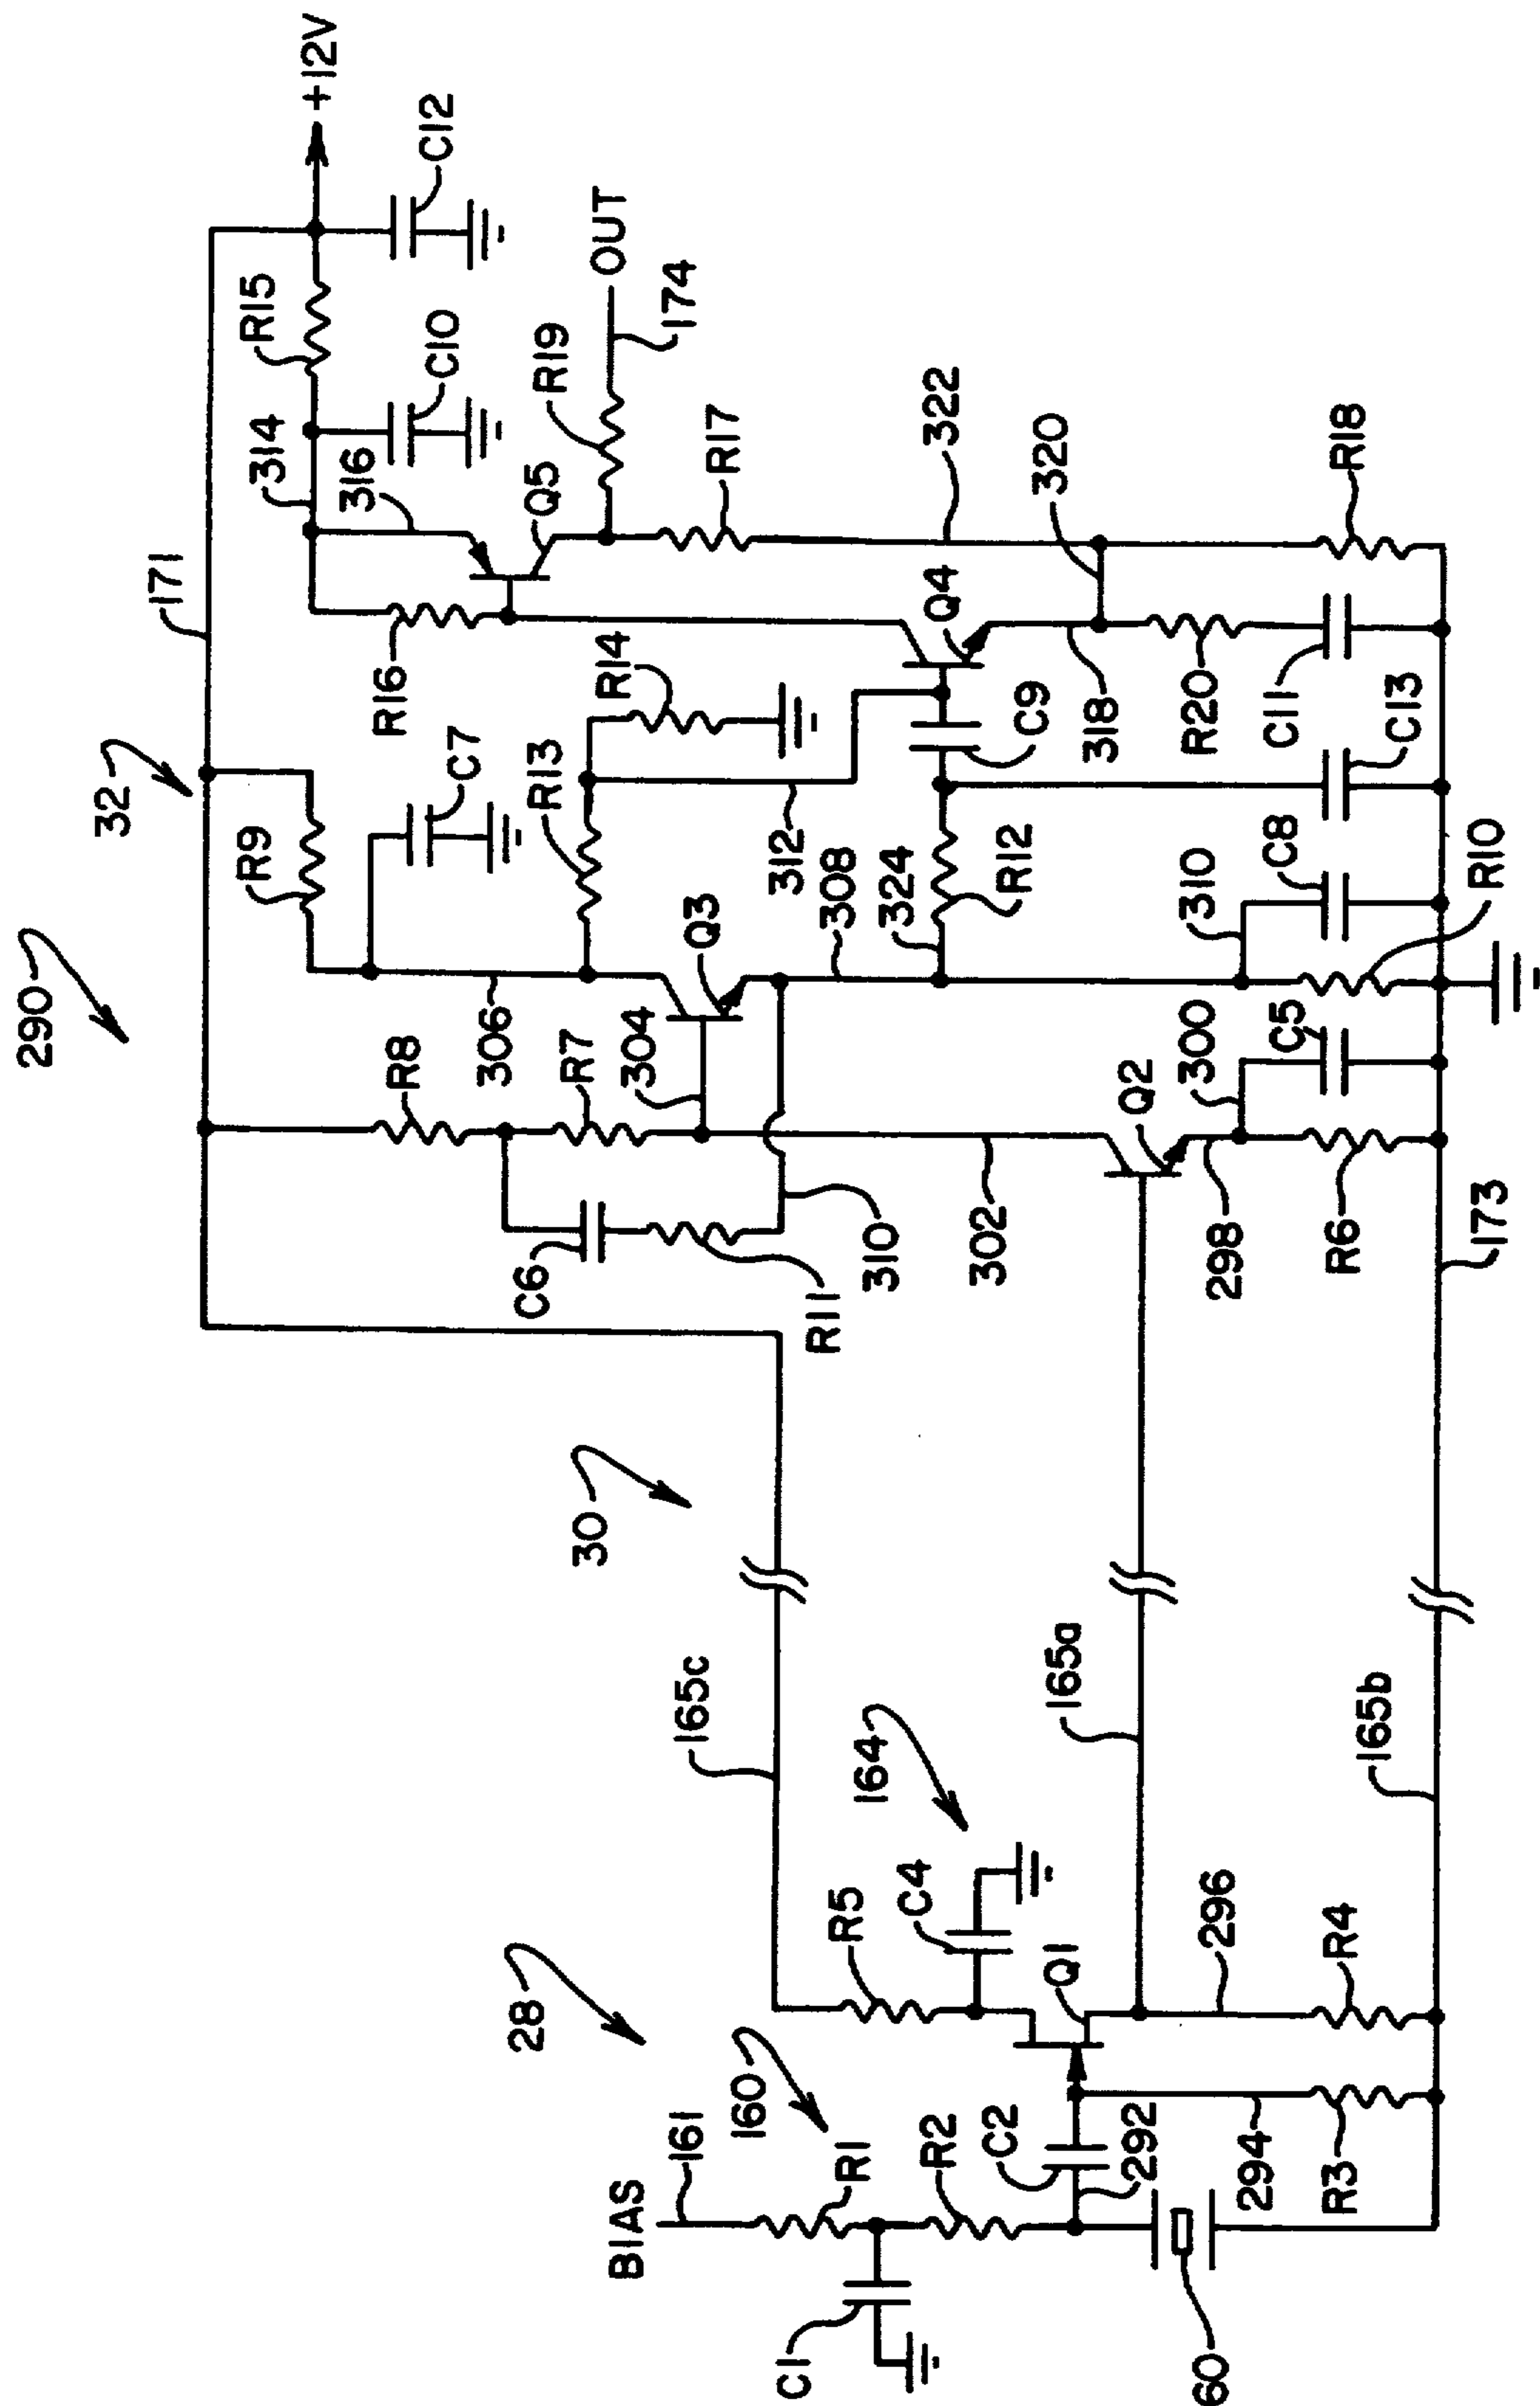 290
32
171
+12V
R15
C12
314
C10
316
OUT
R19
174
Q5
R17
322
320
R18
R16
R14
Q4
R20
C11
318
C9
C13
C7
R13
312
R9
Q3
308
324
R12
310
C8
R10
R8
306
R7
304
Q2
300
C5
C6
R11
310
302
298
R6
173
30
165c
164
165a
165b
28
R5
C4
Q1
296
R4
160
BIAS
161
R1
R2
C2
292
294
R3
C1
60